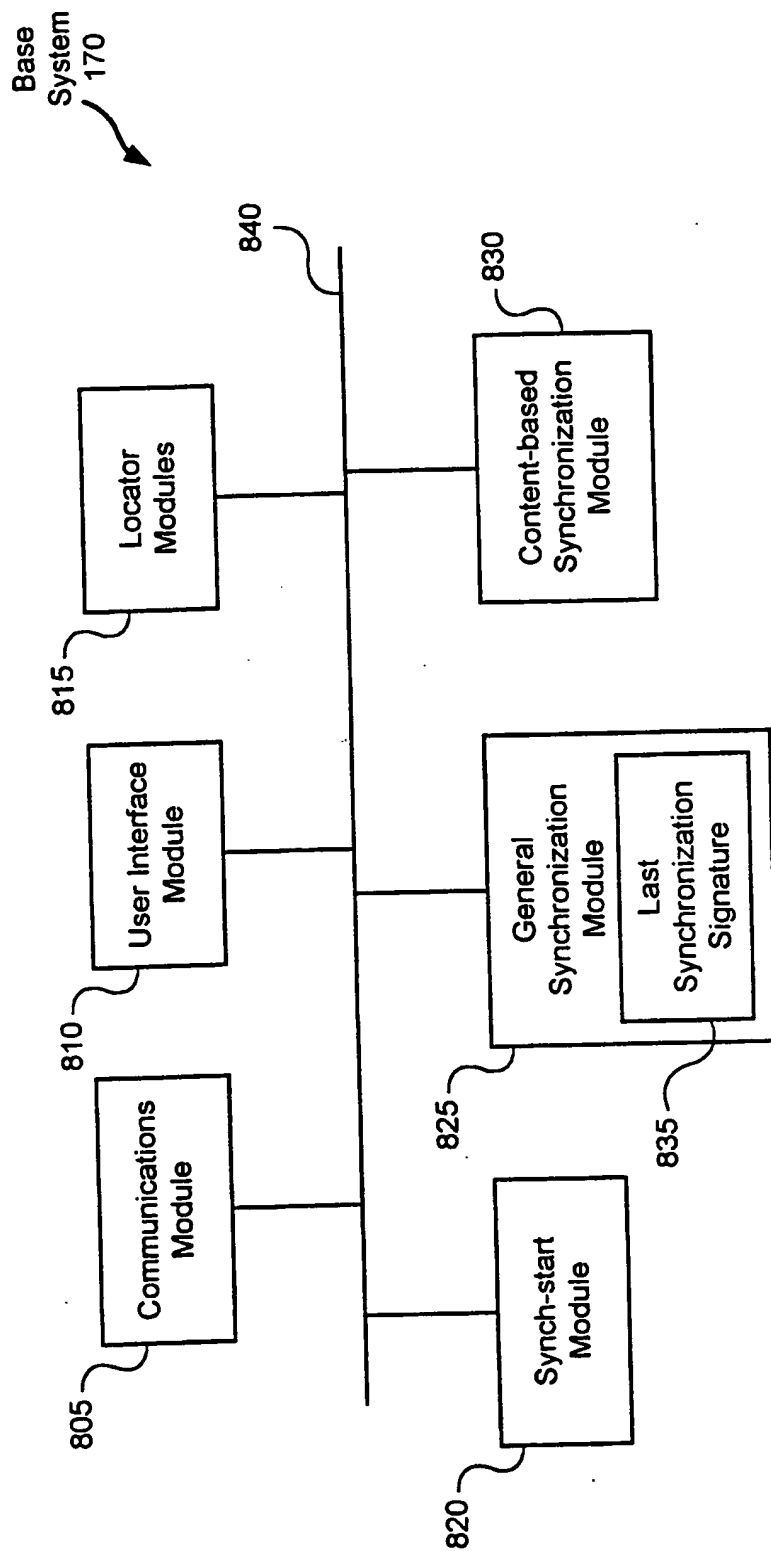 Base
System
170
805
Communications
Module
810
User Interface
Module
815
Locator
Modules
840
820
Synch-start
Module
825
General
Synchronization
Module
835
Last
Synchronization
Signature
830
Content-based
Synchronization
Module